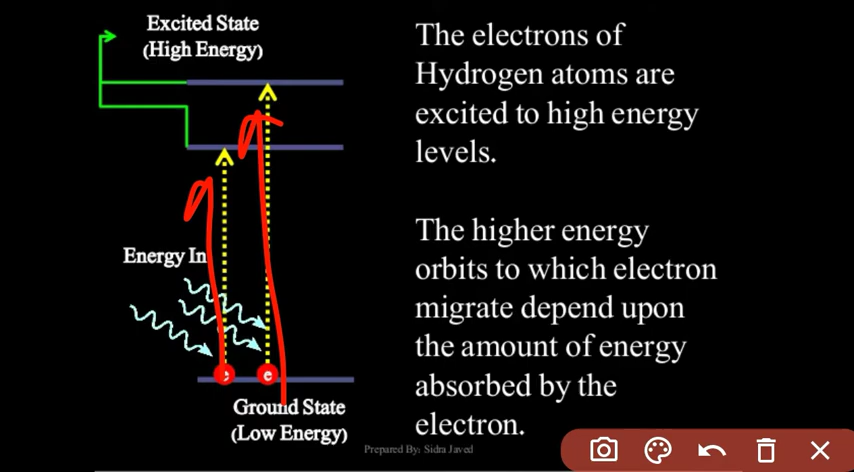 Excited State
(High Energy)
Energy In
e
e
Ground State
(Low Energy)
The electrons of
Hydrogen atoms are
excited to high energy
levels.
The higher energy
orbits to which electron
migrate depend upon
the amount of energy
absorbed by the
electron.
Prepared By: Sidra Javed